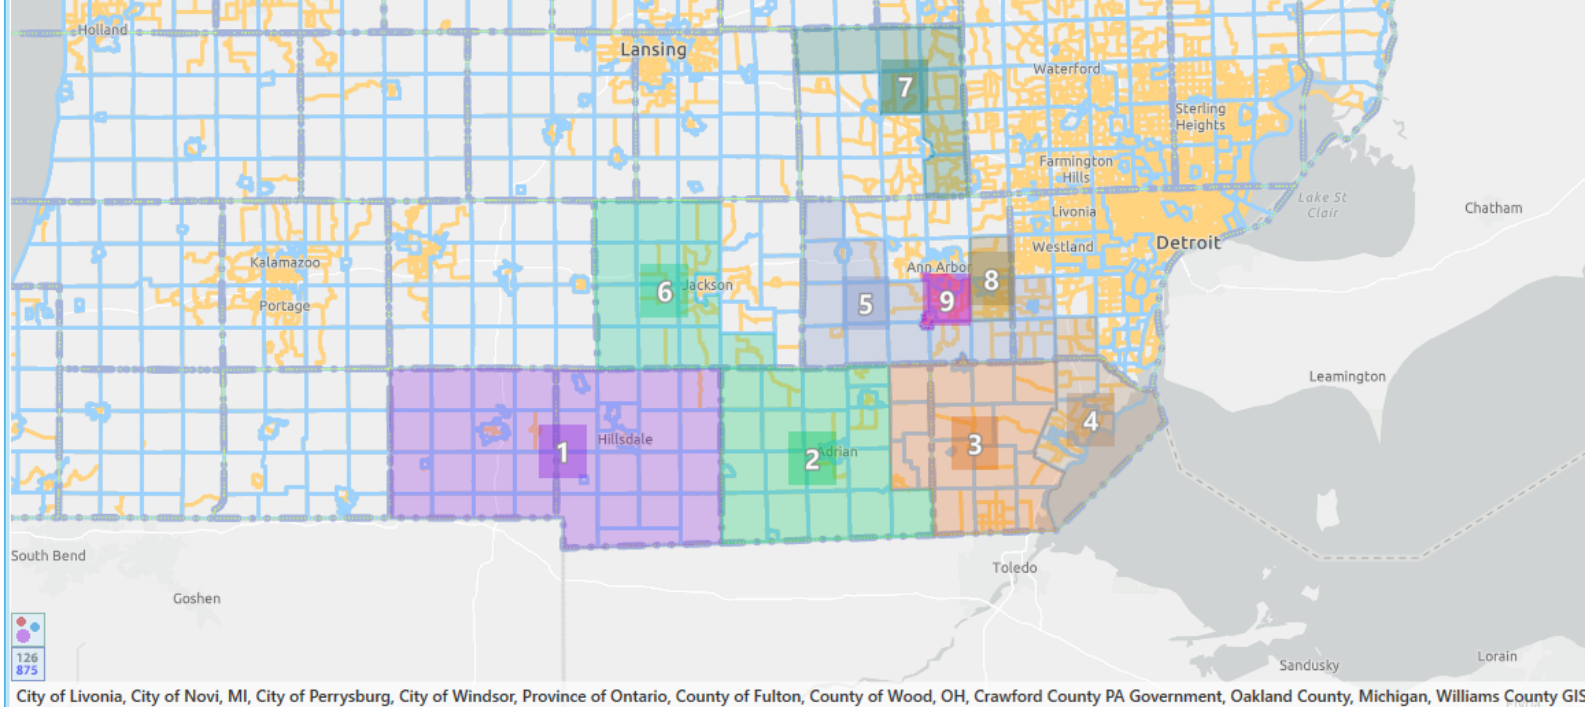 Holland
Lansing
7
Waterford
Sterling
Heights
Farmington
Hills
Lake St
Clair
Chatham
Livonia
Kalamazoo
Westland
Detroit
Ann Arbor
8
6
Jackson
5
9
Portage
Leamington
4
1
Hillsdale
2
Adrian
3
South Bend
Goshen
Toledo
126
875
Sandusky
Lorain
City of Livonia, City of Novi, MI, City of Perrysburg, City of Windsor, Province of Ontario, County of Fulton, County of Wood, OH, Crawford County PA Government, Oakland County, Michigan, Williams County GIS